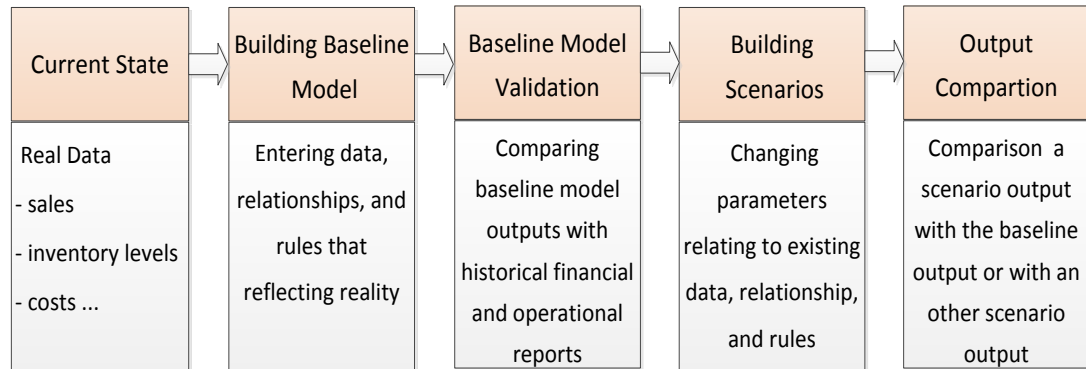 Current State
Real Data
- sales
- inventory levels
- costs ...
Building Baseline
Model
Entering data,
relationships, and
rules that
reflecting reality
Baseline Model
Validation
Comparing
baseline model
outputs with
historical financial
and operational
reports
Building
Scenarios
Changing
parameters
relating to existing
data, relationship,
and rules
Output
Compartion
Comparison a
scenario output
with the baseline
output or with an
other scenario
output